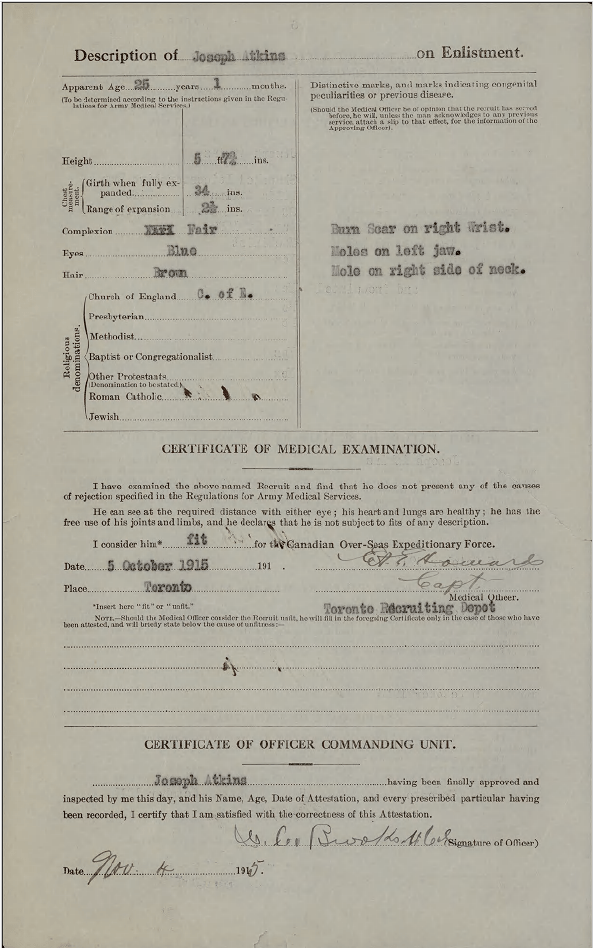 Description of Joseph Atkins on Enlistment.
Apparent Age 25 years 1 months.
(To be determined according to the instructions given in the Regulations for Army Medical Services.)
Height 5 ft 7½ ins.
Chest measurement.
Girth when fully expanded 34 ins.
Range of expansion 2½ ins.
Complexion Fair
Eyes Blue
Hair Brown
Religious denominations.
Church of England C. of E.
Presbyterian
Methodist
Baptist or Congregationalist
Other Protestants
(Denomination to be stated.)
Roman Catholic
Jewish
Distinctive marks, and marks indicating congenital
peculiarities or previous disease.
(Should the Medical Officer be of opinion that the recruit has served
before, he will, unless the man acknowledges to any previous
service, attach a slip to that effect, for the information of the
Approving Officer).
Burn Scar on right Wrist.
Moles on left jaw.
Mole on right side of neck.
CERTIFICATE OF MEDICAL EXAMINATION.
I have examined the above named Recruit and find that he does not present any of the causes
of rejection specified in the Regulations for Army Medical Services.
He can see at the required distance with either eye; his heart and lungs are healthy; he has the
free use of his joints and limbs, and he declares that he is not subject to fits of any description.
I consider him* fit for the Canadian Over-Seas Expeditionary Force.
Date 5 October 1915 191 .
Howard
Place Toronto
Capt.
Medical Officer.
*Insert here "fit" or "unfit."
Toronto Recruiting Depot
NOTE.—Should the Medical Officer consider the Recruit unfit, he will fill in the foregoing Certificate only in the case of those who have
been attested, and will briefly state below the cause of unfitness:—
CERTIFICATE OF OFFICER COMMANDING UNIT.
Joseph Atkins having been finally approved and
inspected by me this day, and his Name, Age, Date of Attestation, and every prescribed particular having
been recorded, I certify that I am satisfied with the correctness of this Attestation.
Brooks (Signature of Officer)
Date Nov. 4 1915.